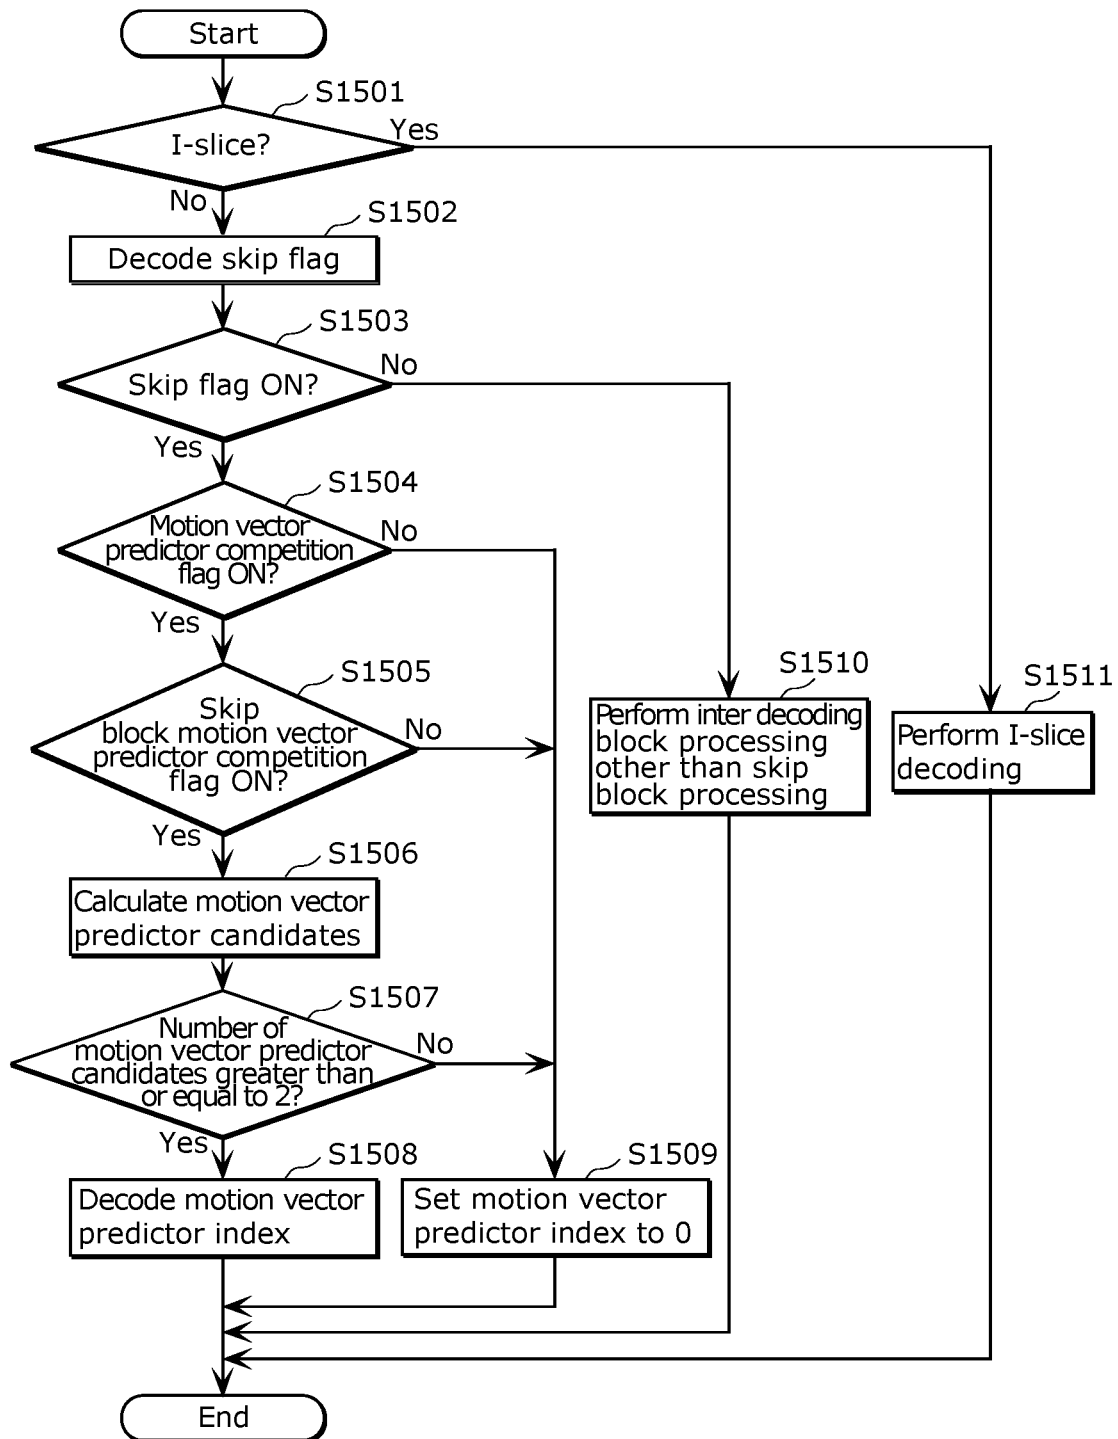 Start
S1501
I-slice?
Yes
No
S1502
Decode skip flag
S1503
Skip flag ON?
No
Yes
S1504
Motion vector
predictor competition
flag ON?
No
Yes
S1505
Skip
block motion vector
predictor competition
flag ON?
No
Yes
S1510
Perform inter decoding
block processing
other than skip
block processing
S1511
Perform I-slice
decoding
S1506
Calculate motion vector
predictor candidates
S1507
Number of
motion vector predictor
candidates greater than
or equal to 2?
No
Yes
S1508
Decode motion vector
predictor index
S1509
Set motion vector
predictor index to 0
End